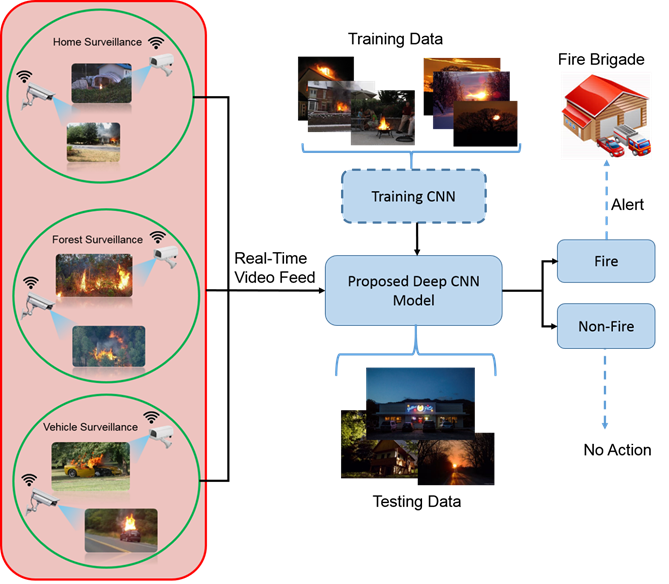 Home Surveillance
Forest Surveillance
Vehicle Surveillance
Real-Time
Video Feed
Training Data
Training CNN
Proposed Deep CNN
Model
Testing Data
Fire Brigade
Alert
Fire
Non-Fire
No Action